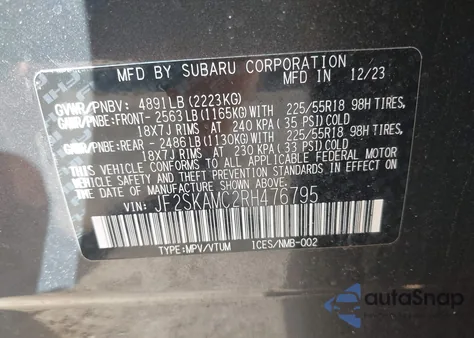 MFD BY SUBARU CORPORATION 12/23
GVWR/PNBV: 4891LB (2223KG)
GWR/PNBE:FRONT- 2563LB (1165KG)WITH 225/55R18 98H TIRES,
18X7J RIMS AT 240 KPA (35 PSI)COLD
GWR/PNBE:REAR - 2486LB (1130KG)WITH 225/55R18 98H TIRES,
18X7J RIMS AT 230 KPA (33 PSI)COLD
THIS VEHICLE CONFORMS TO ALL APPLICABLE FEDERAL MOTOR
VEHICLE SAFETY, BUMPER, AND THEFT PREVENTION STANDARDS
IN EFFECT ON THE DATE OF MANUFACTURE SHOWN ABOVE.
VIN: JF2SKAMC2RH476795
TYPE:MPV/VTUM ICES/NMB-002
autoSnap